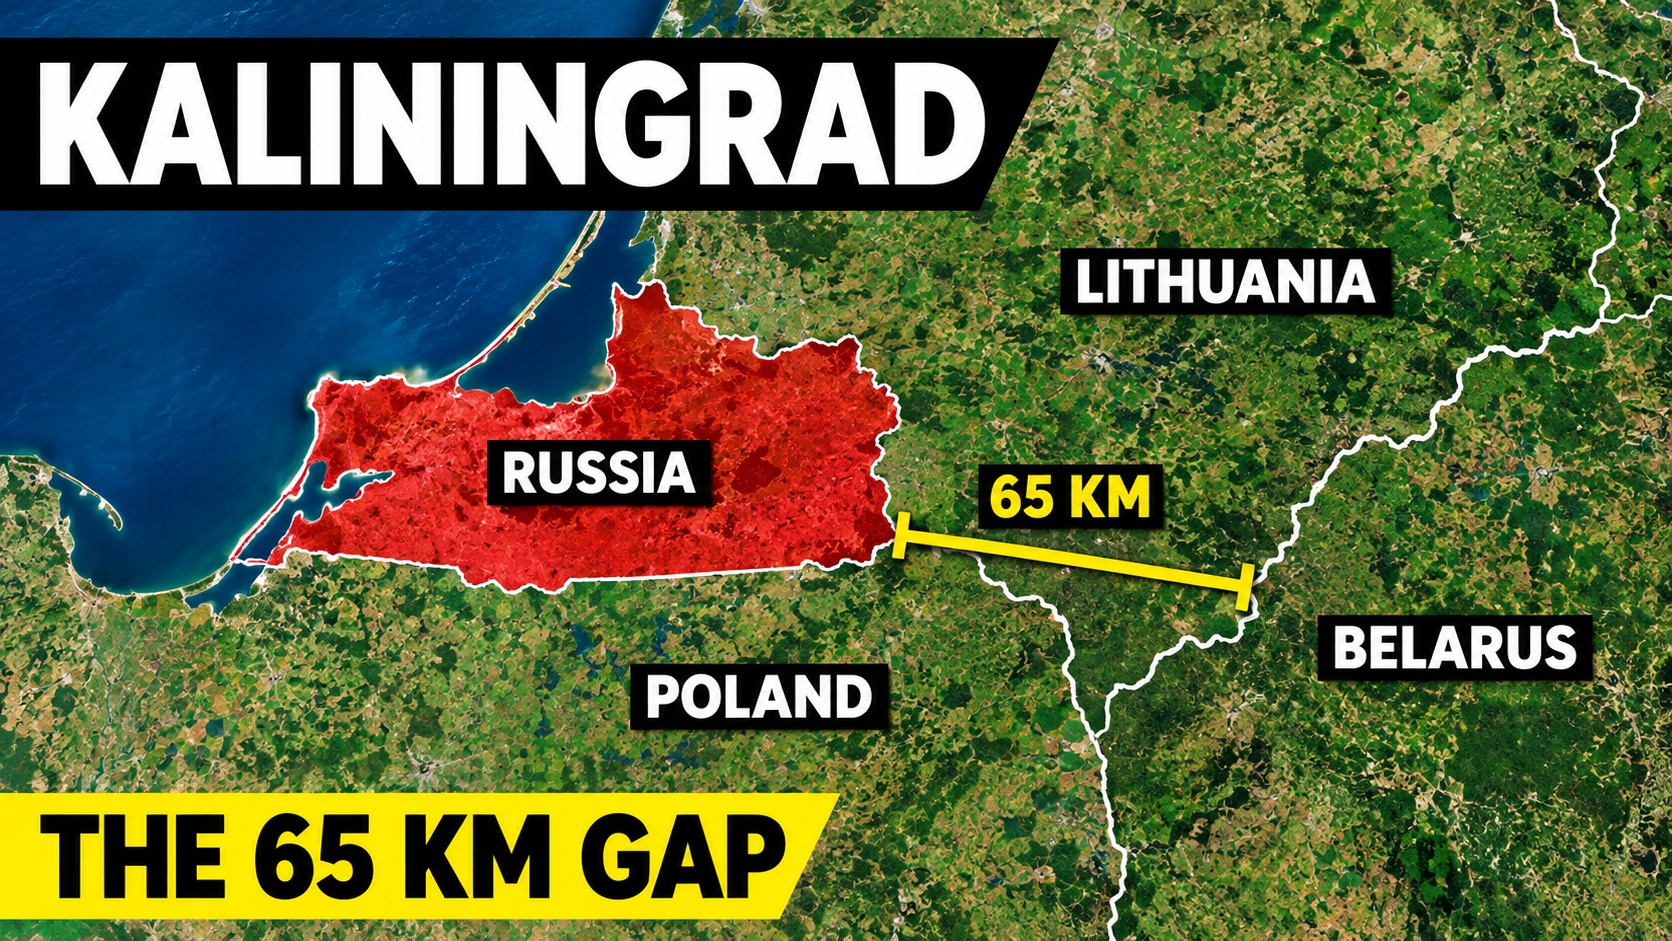 KALININGRAD
LITHUANIA
RUSSIA
65 KM
BELARUS
POLAND
THE 65 KM GAP